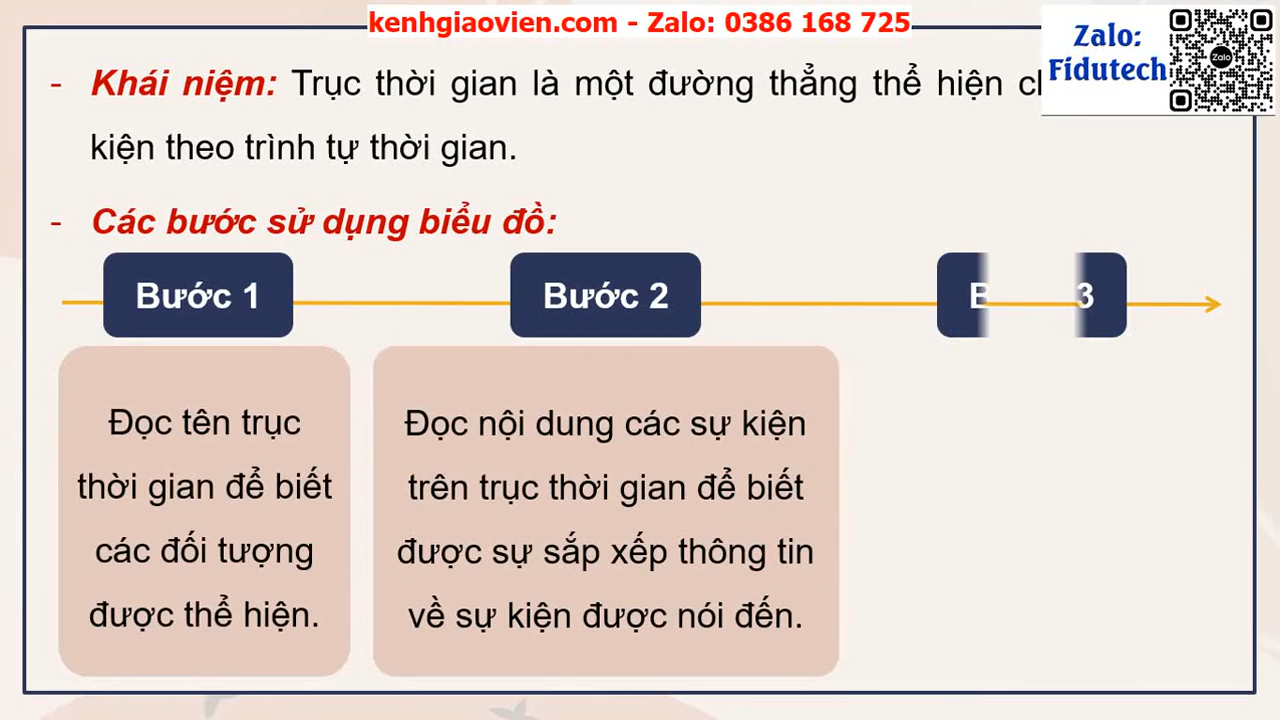 kenhgiaovien.com - Zalo: 0386 168 725
Zalo:
Fidutech
Zalo
- Khái niệm: Trục thời gian là một đường thẳng thể hiện
kiện theo trình tự thời gian.
- Các bước sử dụng biểu đồ:
Bước 1
Bước 2
3
Đọc tên trục
thời gian để biết
các đối tượng
được thể hiện.
Đọc nội dung các sự kiện
trên trục thời gian để biết
được sự sắp xếp thông tin
về sự kiện được nói đến.